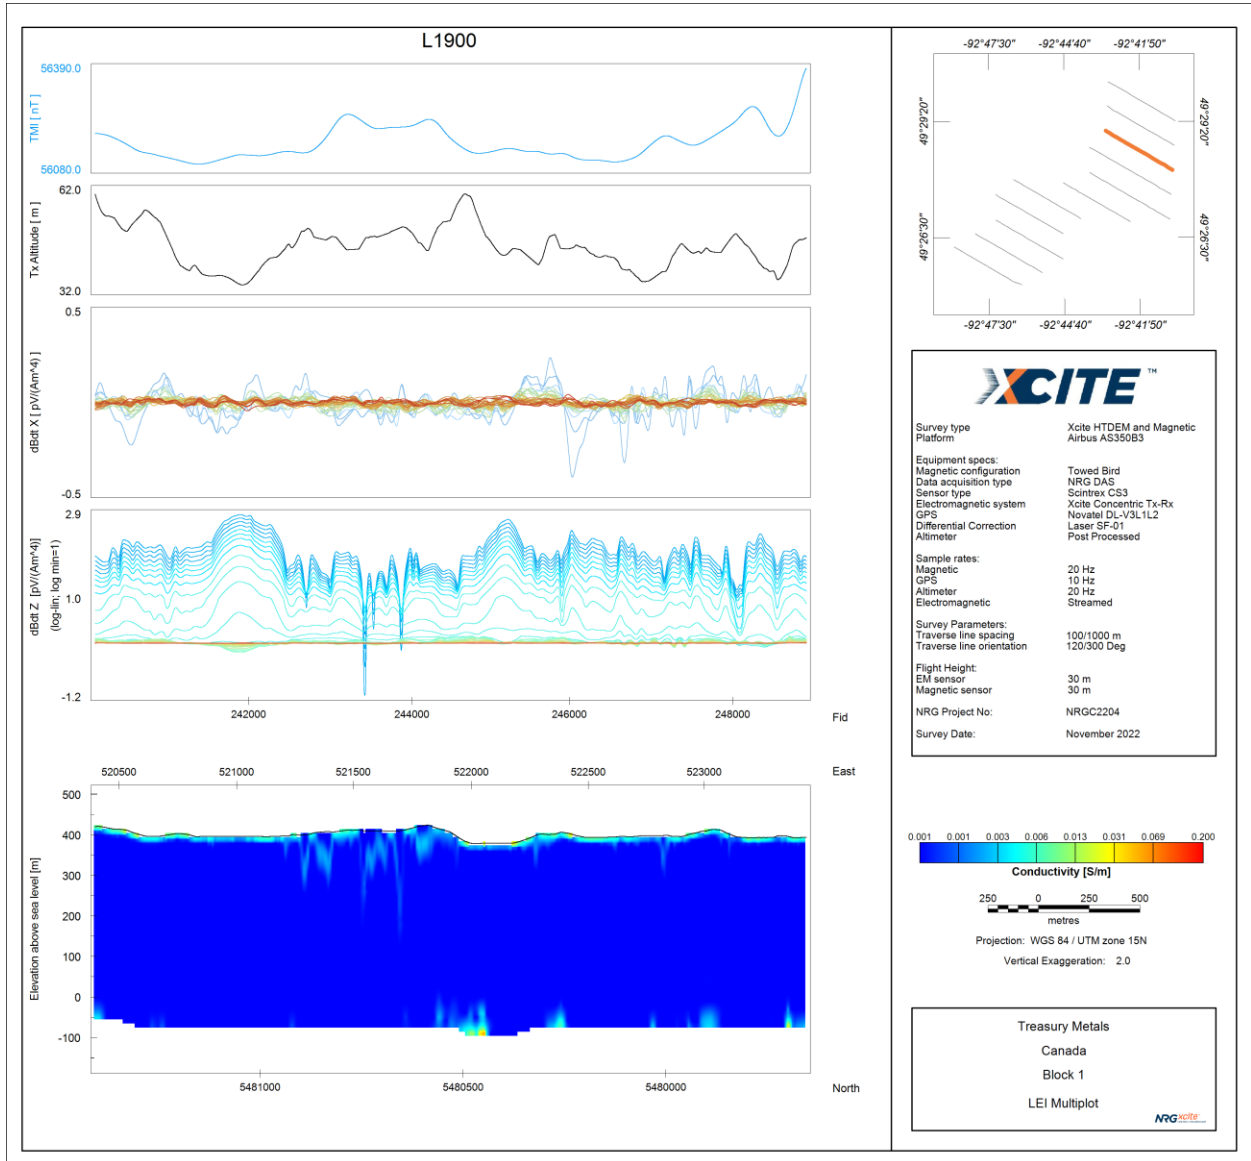 L1900
56390.0
TMI [ nT ]
56080.0
62.0
Tx Altitude [ m ]
32.0
0.5
dBdt X [ pV/(Am^4) ]
-0.5
2.9
dBdt Z [pV/(Am^4)]
(log-lin: log min=1)
1.0
-1.2
242000 244000 246000 248000 Fid
520500 521000 521500 522000 522500 523000 East
500
400
300
200
100
0
-100
Elevation above sea level [m]
5481000 5480500 5480000 North
-92°47'30" -92°44'40" -92°41'50"
49°29'20" 49°29'20"
49°26'30" 49°26'30"
-92°47'30" -92°44'40" -92°41'50"
XCITE ™
Survey type Xcite HTDEM and Magnetic
Platform Airbus AS350B3
Equipment specs:
Magnetic configuration Towed Bird
Data acquisition type NRG DAS
Sensor type Scintrex CS3
Electromagnetic system Xcite Concentric Tx-Rx
GPS Novatel DL-V3L1L2
Differential Correction Laser SF-01
Altimeter Post Processed
Sample rates:
Magnetic 20 Hz
GPS 10 Hz
Altimeter 20 Hz
Electromagnetic Streamed
Survey Parameters:
Traverse line spacing 100/1000 m
Traverse line orientation 120/300 Deg
Flight Height:
EM sensor 30 m
Magnetic sensor 30 m
NRG Project No: NRGC2204
Survey Date: November 2022
0.001 0.001 0.003 0.006 0.013 0.031 0.069 0.200
Conductivity [S/m]
250 0 250 500
metres
Projection: WGS 84 / UTM zone 15N
Vertical Exaggeration: 2.0
Treasury Metals
Canada
Block 1
LEI Multiplot
NRG xcite